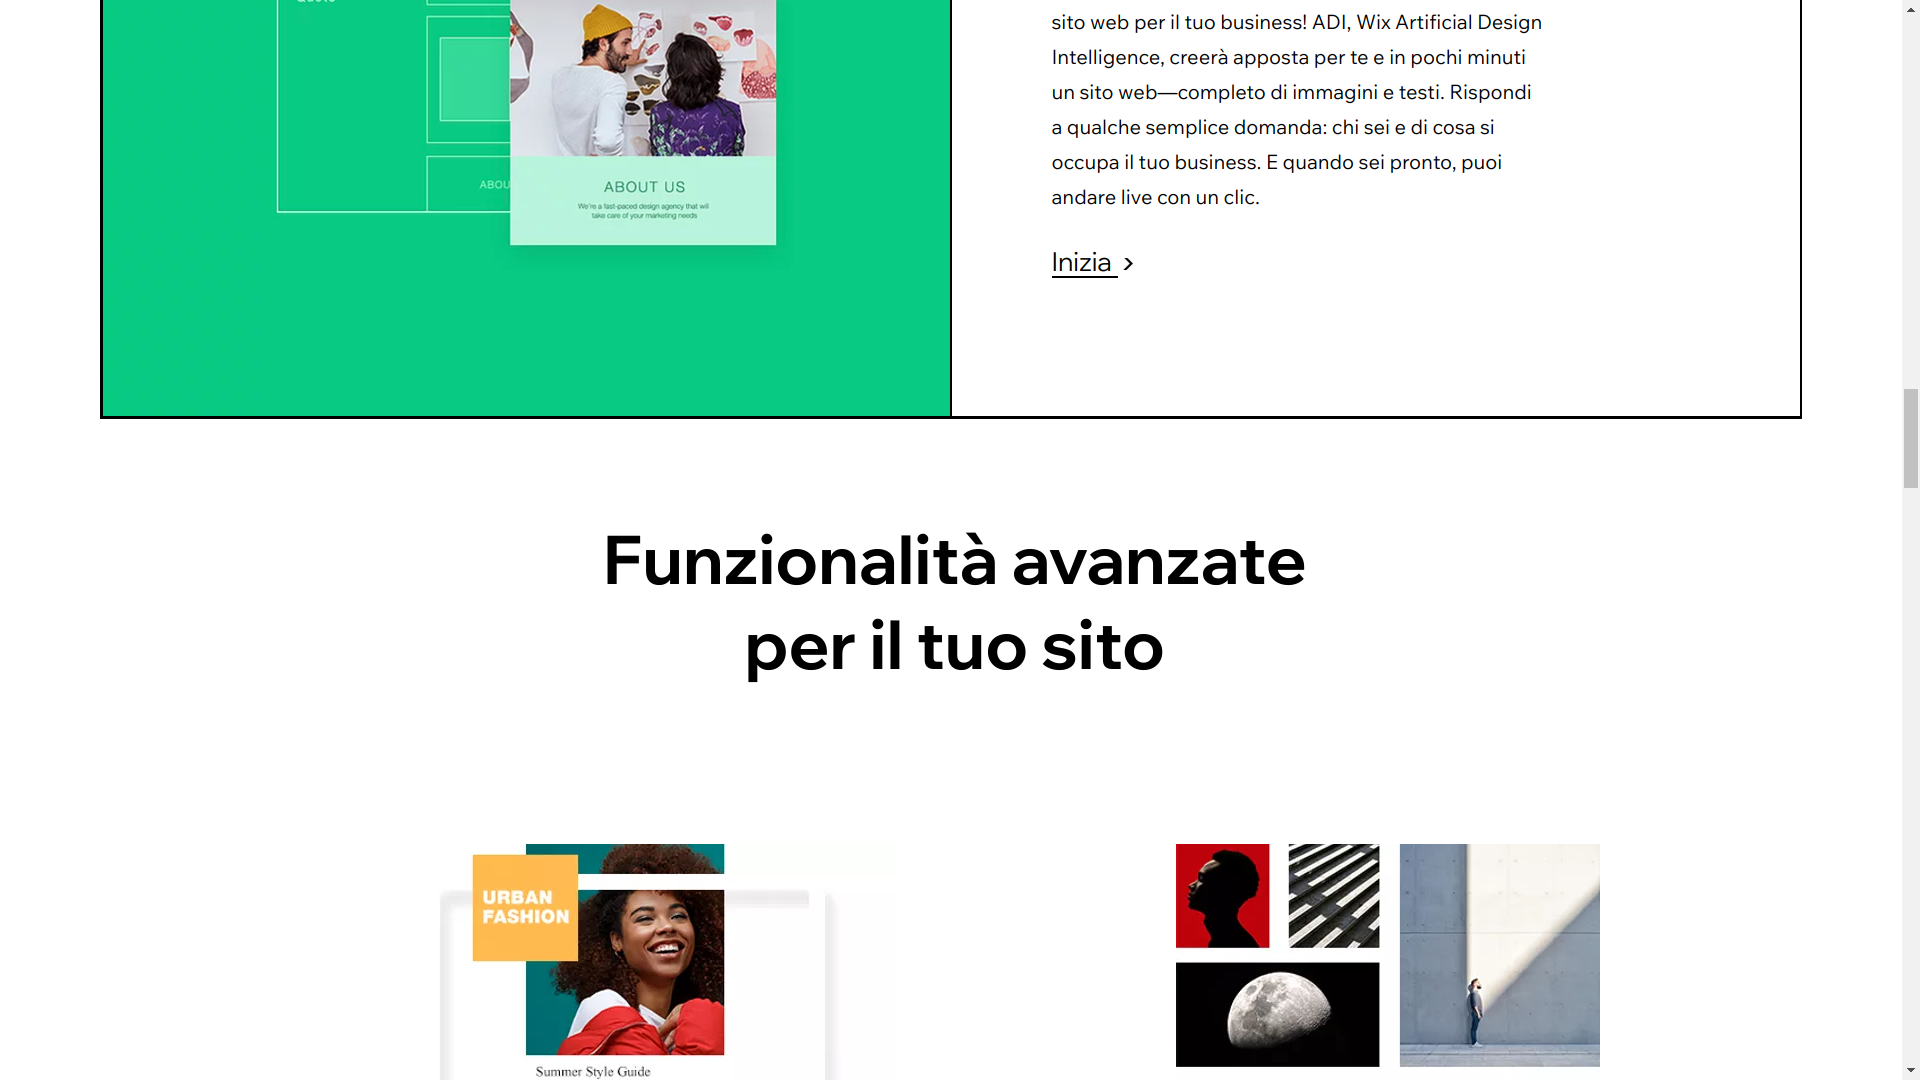 sito web per il tuo business! ADI, Wix Artificial Design
Intelligence, creerà apposta per te e in pochi minuti
un sito web—completo di immagini e testi. Rispondi
a qualche semplice domanda: chi sei e di cosa si
occupa il tuo business. E quando sei pronto, puoi
andare live con un clic.
Inizia >
ABOU
ABOUT US
We're a fast-paced design agency that will
take care of your marketing needs
Funzionalità avanzate
per il tuo sito
URBAN
FASHION
Summer Style Guide